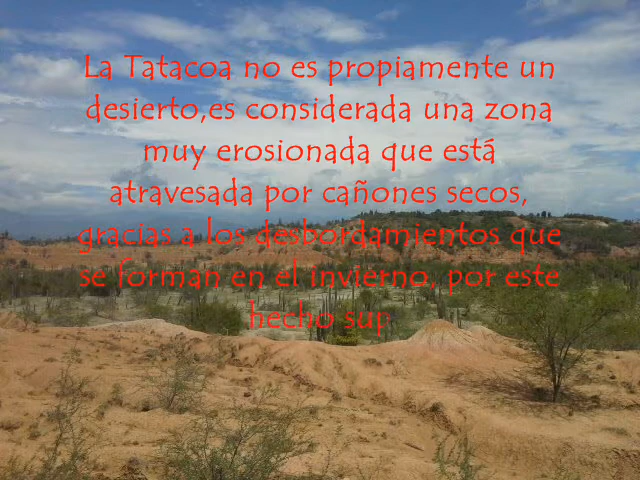 La Tatacoa no es propiamente un
desierto,es considerada una zona
muy erosionada que está
atravesada por cañones secos,
gracias a los desbordamientos que
se forman en el invierno, por este
hecho sup